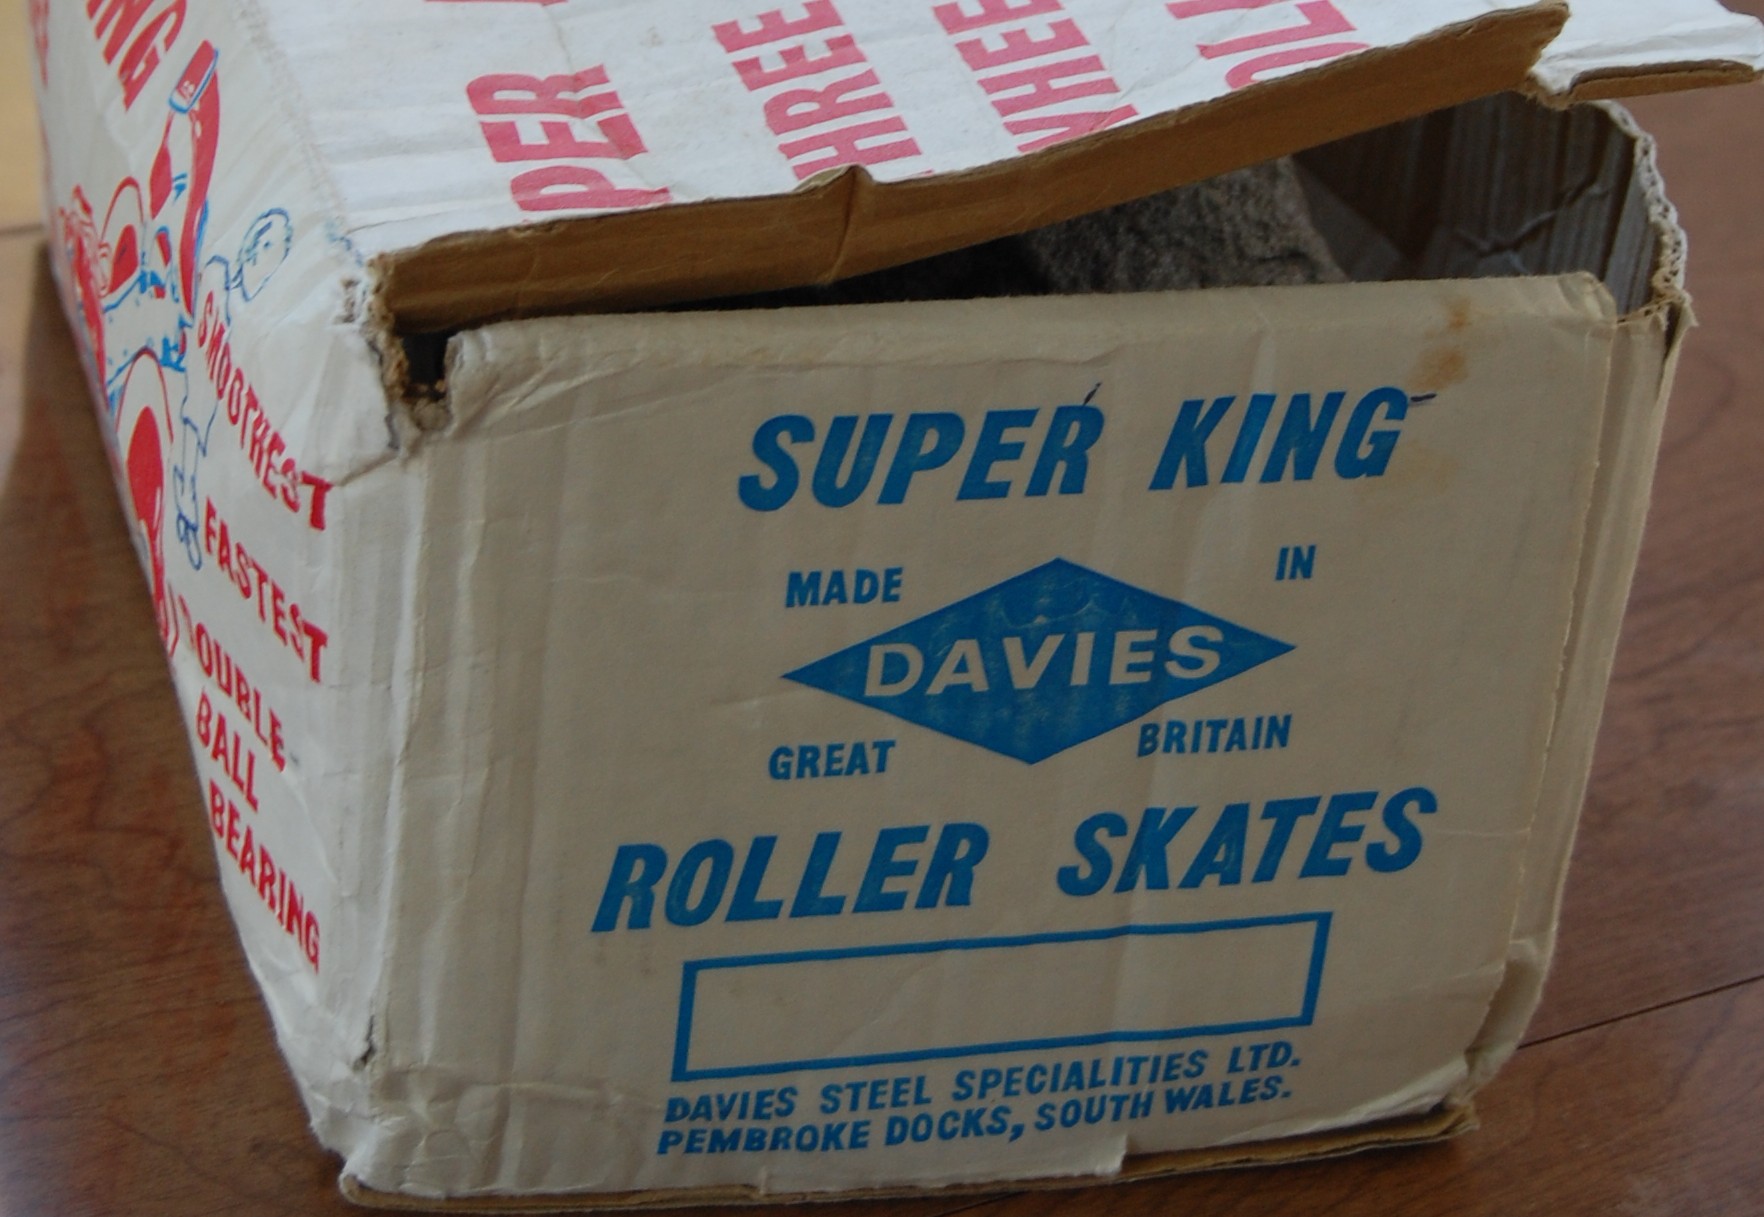 SUPER KING
MADE IN
DAVIES
GREAT BRITAIN
ROLLER SKATES
DAVIES STEEL SPECIALITIES LTD.
PEMBROKE DOCKS, SOUTH WALES.
SMOOTHEST
FASTEST
DOUBLE-
BALL
BEARING